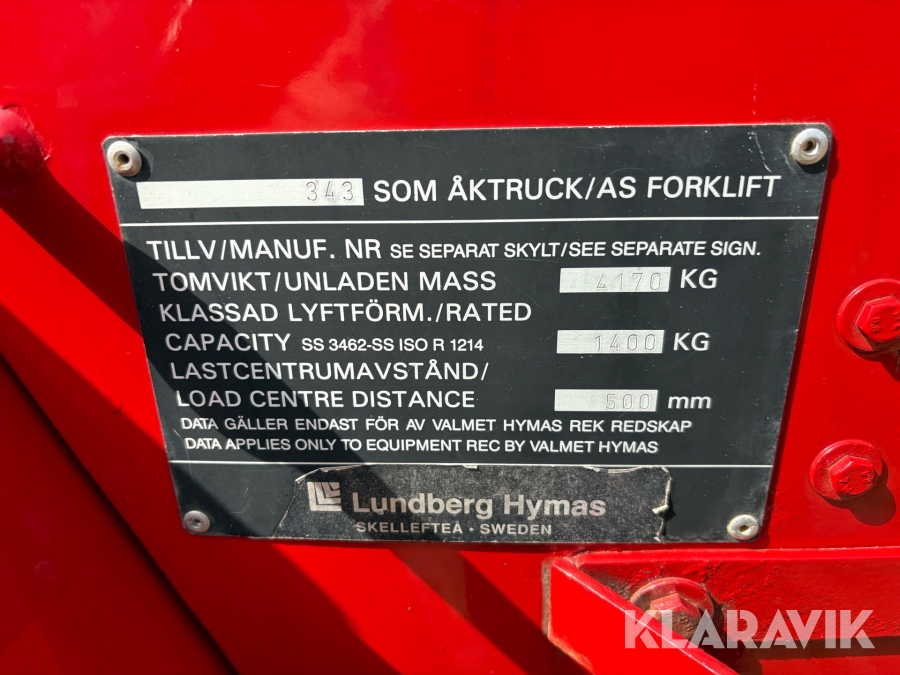 343 SOM ÅKTRUCK/AS FORKLIFT
TILLV/MANUF. NR SE SEPARAT SKYLT/SEE SEPARATE SIGN.
TOMVIKT/UNLADEN MASS 4170 KG
KLASSAD LYFTFÖRM./RATED
CAPACITY SS 3462-SS ISO R 1214 1400 KG
LASTCENTRUMAVSTÅND/
LOAD CENTRE DISTANCE 500 mm
DATA GÄLLER ENDAST FÖR AV VALMET HYMAS REK REDSKAP
DATA APPLIES ONLY TO EQUIPMENT REC BY VALMET HYMAS
Lundberg Hymas
SKELLEFTEÅ · SWEDEN
KLARAVIK